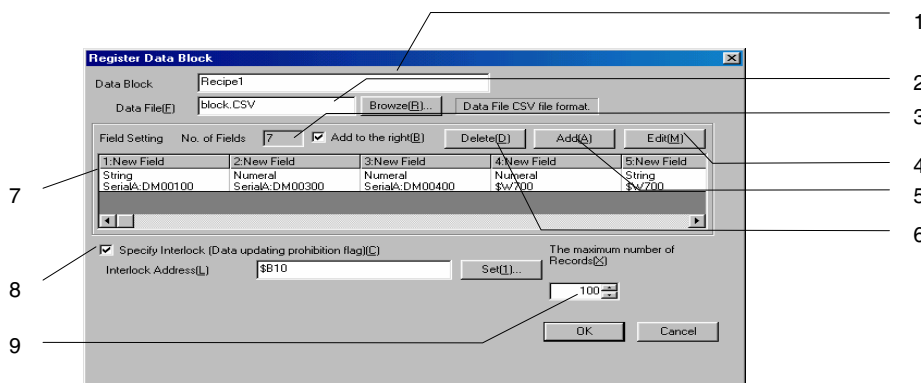 1
Register Data Block
Data Block Recipe1
2
Data File(F) block.CSV Browse(R)... Data File CSV file format.
3
Field Setting No. of Fields 7 Add to the right(B) Delete(D) Add(A) Edit(M)
4
1:New Field 2:New Field 3:New Field 4:New Field 5:New Field
String Numeral Numeral Numeral String
SerialA:DM00100 SerialA:DM00300 SerialA:DM00400 $W700 $W700
7
5
6
Specify Interlock (Data updating prohibition flag)(C)
The maximum number of
Records(X)
Interlock Address(L) $B10 Set(1)...
8
100
OK Cancel
9